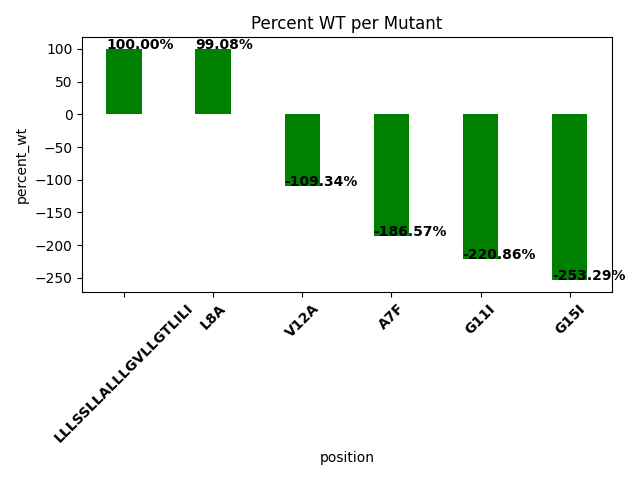 Percent WT per Mutant
percent_wt
100
50
0
−50
−100
−150
−200
−250
100.00%
99.08%
-109.34%
-186.57%
-220.86%
-253.29%
LLLSSLLALLLGVLLGTLILI
L8A
V12A
A7F
G11I
G15I
position